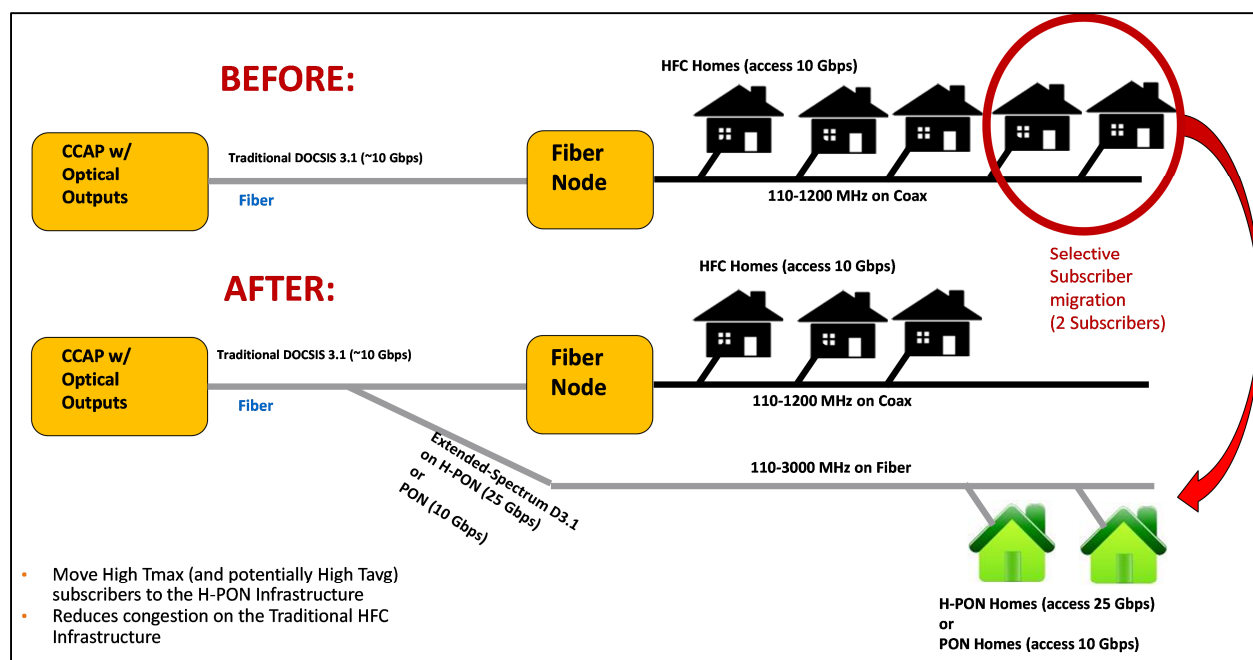 BEFORE:
HFC Homes (access 10 Gbps)
CCAP w/
Optical
Outputs
Traditional DOCSIS 3.1 (~10 Gbps)
Fiber
Fiber
Node
110-1200 MHz on Coax
Selective
Subscriber
migration
(2 Subscribers)
AFTER:
HFC Homes (access 10 Gbps)
CCAP w/
Optical
Outputs
Traditional DOCSIS 3.1 (~10 Gbps)
Fiber
Fiber
Node
110-1200 MHz on Coax
Extended-Spectrum D3.1
on H-PON (25 Gbps)
or
PON (10 Gbps)
110-3000 MHz on Fiber
• Move High Tmax (and potentially High Tavg)
subscribers to the H-PON Infrastructure
• Reduces congestion on the Traditional HFC
Infrastructure
H-PON Homes (access 25 Gbps)
or
PON Homes (access 10 Gbps)